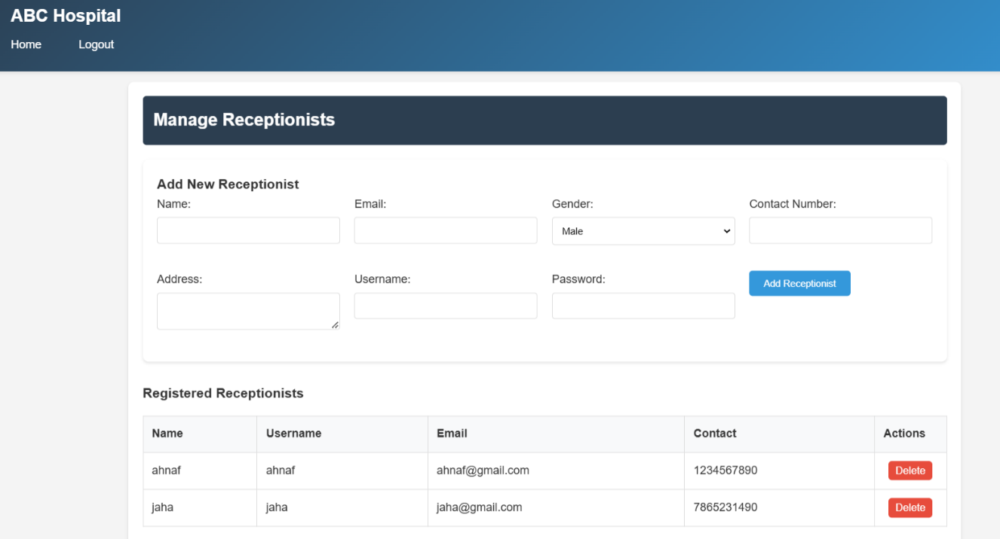 ABC Hospital
Home Logout
Manage Receptionists
Add New Receptionist
Name: Email: Gender: Contact Number:
Male
Address: Username: Password:
Add Receptionist
Registered Receptionists
Name Username Email Contact Actions
ahnaf ahnaf ahnaf@gmail.com 1234567890 Delete
jaha jaha jaha@gmail.com 7865231490 Delete